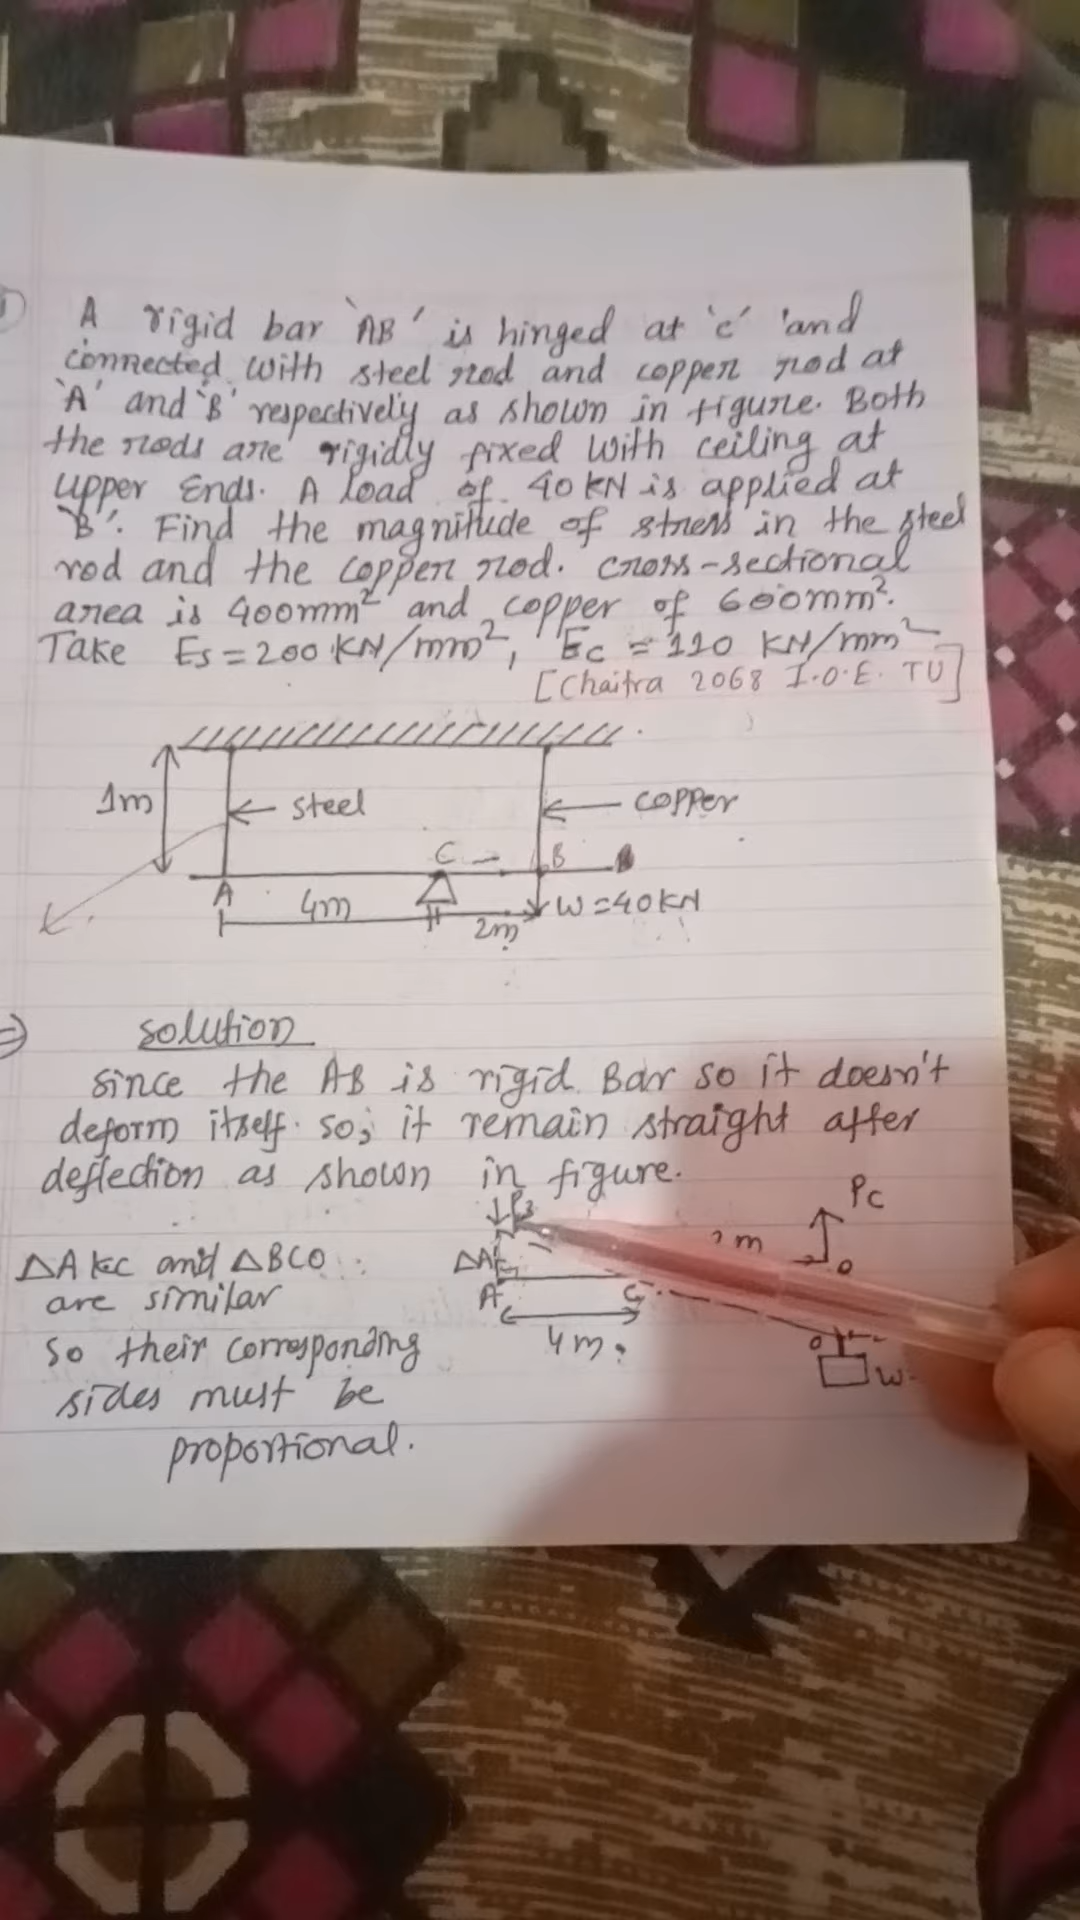 A rigid bar `AB' is hinged at 'c' 'and
connected with steel rod and copper rod at
`A' and `B' respectively as shown in figure. Both
the rods are rigidly fixed with ceiling at
upper Ends. A load of 40 KN is applied at
`B'. Find the magnitude of stress in the steel
rod and the copper rod. cross-sectional
area is 400mm² and copper of 600mm².
Take Es = 200 KN/mm², Ec = 110 KN/mm²
[Chaitra 2068 I.O.E. TU]
1m
steel
copper
C
B
A
4m
2m
W=40KN
=> solution
since the AB is rigid Bar so it doesn't
deform itself. so; it remain straight after
deflection as shown in figure.
Pc
ΔAkc and ΔBCO
are similar
so their corresponding
sides must be
proportional.
m
o
A
C
4m.
o
W